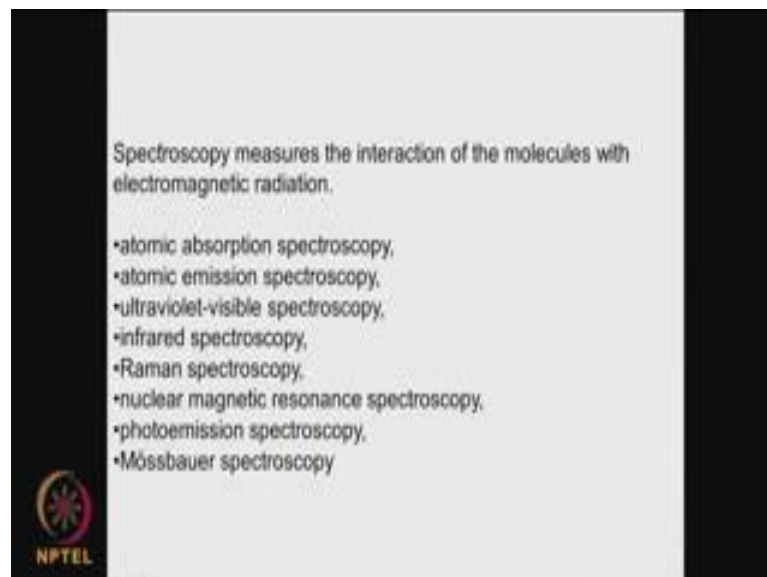 Spectroscopy measures the interaction of the molecules with
electromagnetic radiation.
•atomic absorption spectroscopy,
•atomic emission spectroscopy,
•ultraviolet-visible spectroscopy,
•infrared spectroscopy,
•Raman spectroscopy,
•nuclear magnetic resonance spectroscopy,
•photoemission spectroscopy,
•Mössbauer spectroscopy
NPTEL